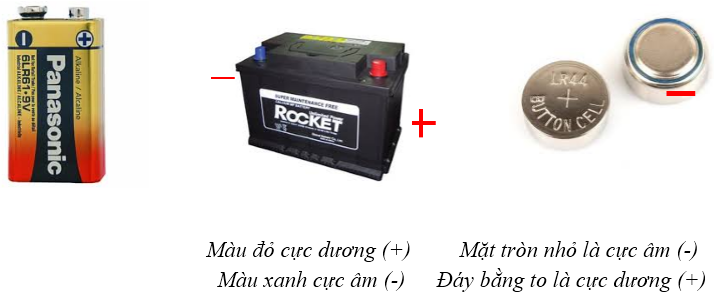 Alkaline / Alcaline
Panasonic
6LR61•9V
SUPER MAINTENANCE FREE
ROCKET
LR44
+
BUTTON CELL
−
+
−
Màu đỏ cực dương (+)
Màu xanh cực âm (-)
Mặt tròn nhỏ là cực âm (-)
Đáy bằng to là cực dương (+)